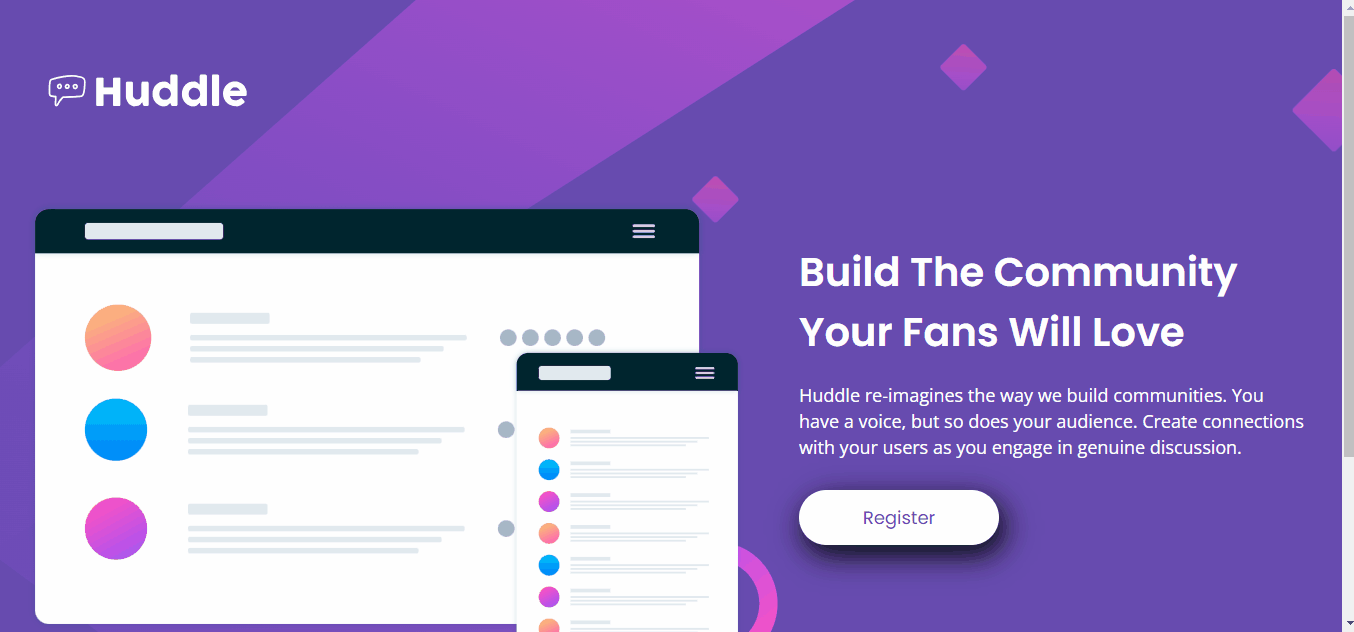 Huddle
Build The Community
Your Fans Will Love
Huddle re-imagines the way we build communities. You
have a voice, but so does your audience. Create connections
with your users as you engage in genuine discussion.
Register